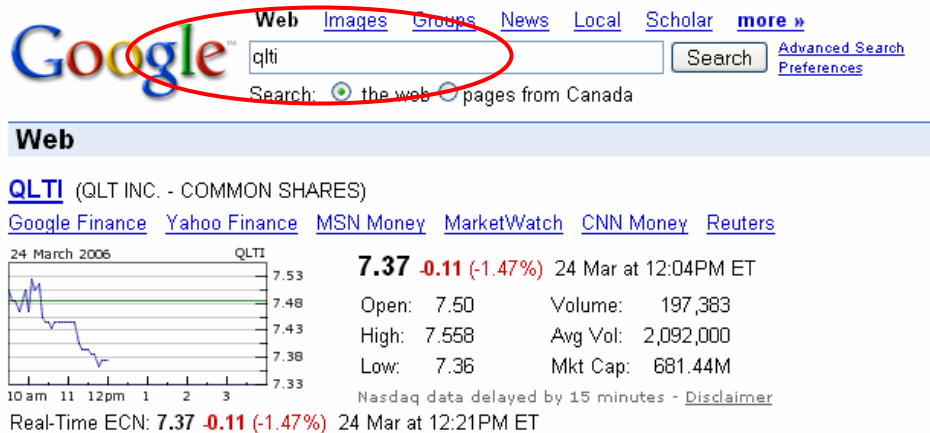 Web Images Groups News Local Scholar more »
Google™ qlti Search Advanced Search
Preferences
Search: the web pages from Canada
Web
QLTI (QLT INC. - COMMON SHARES)
Google Finance Yahoo Finance MSN Money MarketWatch CNN Money Reuters
24 March 2006 QLTI
7.53
7.48
7.43
7.38
7.33
10am 11 12pm 1 2 3
7.37 -0.11 (-1.47%) 24 Mar at 12:04PM ET
Open: 7.50 Volume: 197,383
High: 7.558 Avg Vol: 2,092,000
Low: 7.36 Mkt Cap: 681.44M
Nasdaq data delayed by 15 minutes - Disclaimer
Real-Time ECN: 7.37 -0.11 (-1.47%) 24 Mar at 12:21PM ET